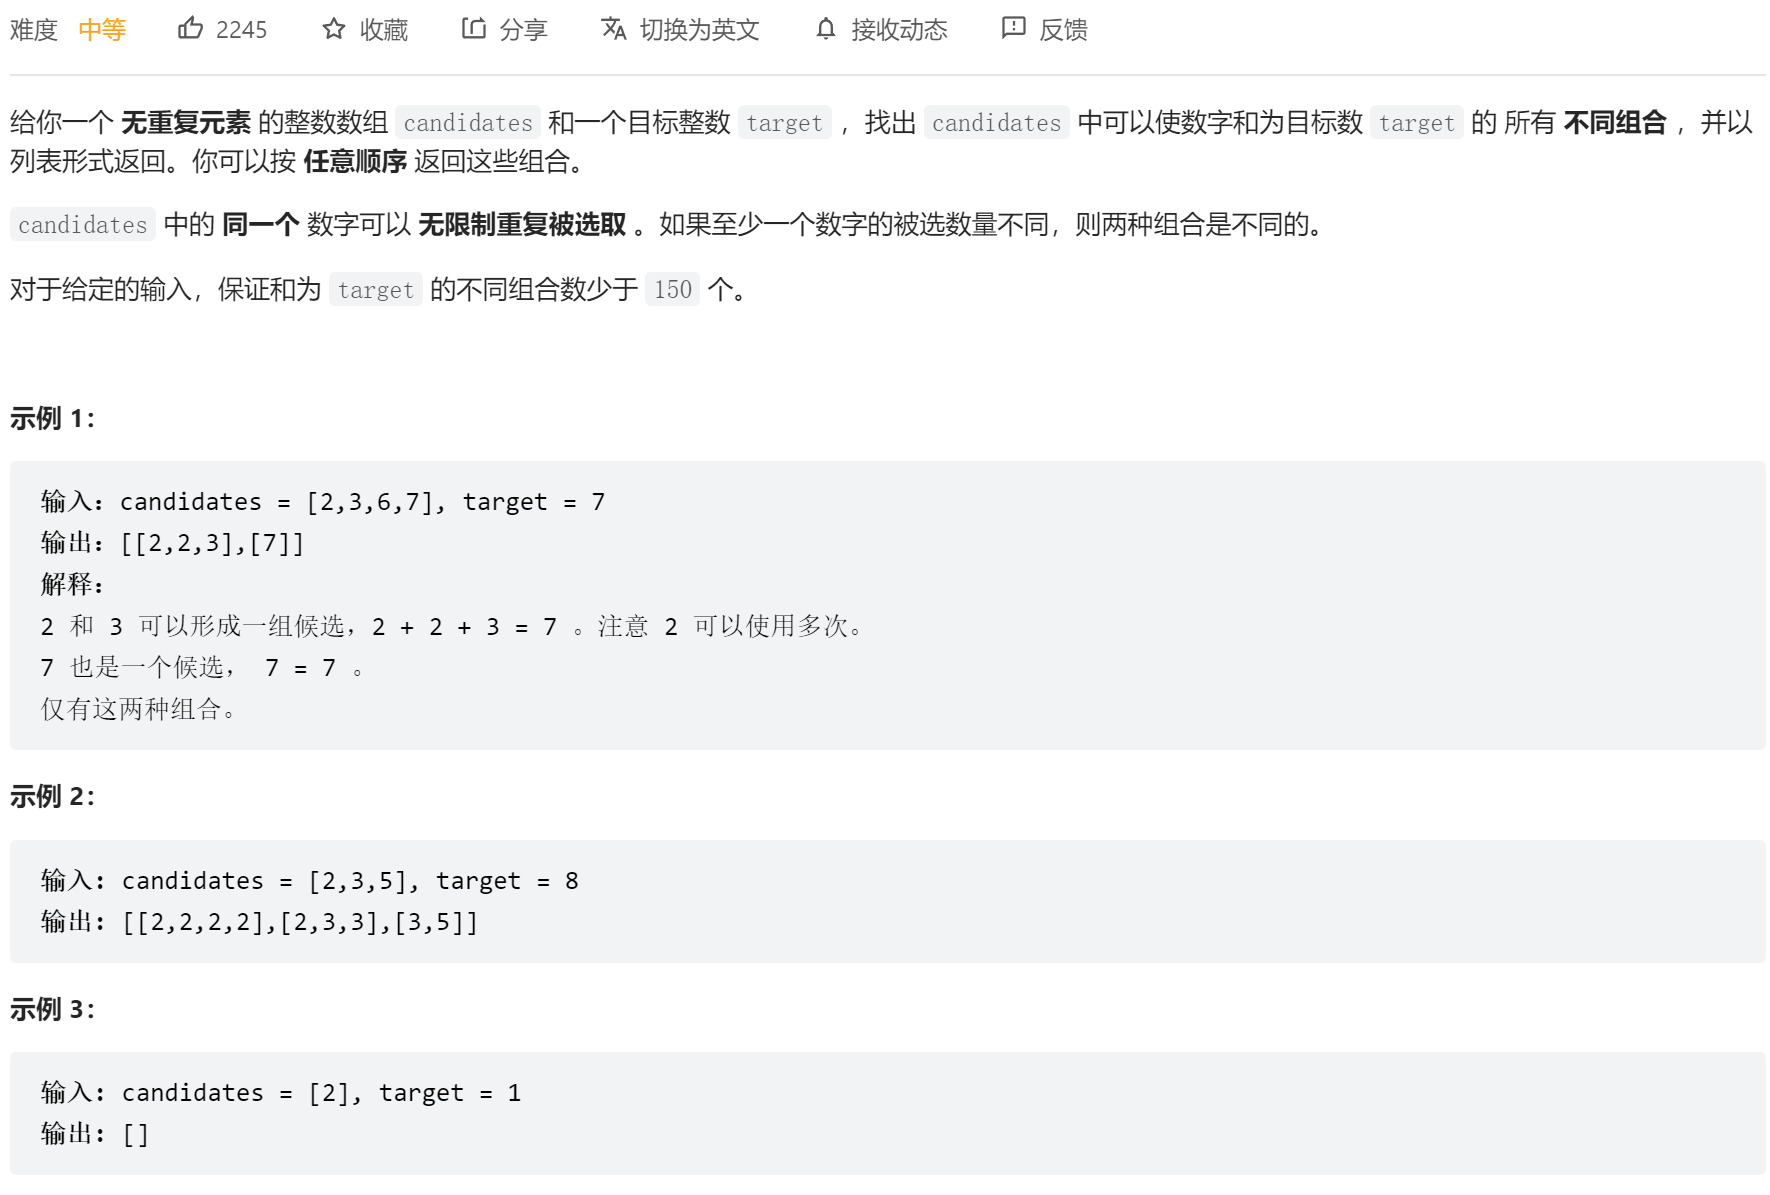 难度 中等 2245 收藏 分享 切换为英文 接收动态 反馈
给你一个 无重复元素 的整数数组 candidates 和一个目标整数 target ，找出 candidates 中可以使数字和为目标数 target 的 所有 不同组合 ，并以
列表形式返回。你可以按 任意顺序 返回这些组合。
candidates 中的 同一个 数字可以 无限制重复被选取 。如果至少一个数字的被选数量不同，则两种组合是不同的。
对于给定的输入，保证和为 target 的不同组合数少于 150 个。
示例 1：
输入：candidates = [2,3,6,7], target = 7
输出：[[2,2,3],[7]]
解释：
2 和 3 可以形成一组候选，2 + 2 + 3 = 7 。注意 2 可以使用多次。
7 也是一个候选， 7 = 7 。
仅有这两种组合。
示例 2：
输入：candidates = [2,3,5], target = 8
输出：[[2,2,2,2],[2,3,3],[3,5]]
示例 3：
输入：candidates = [2], target = 1
输出：[]